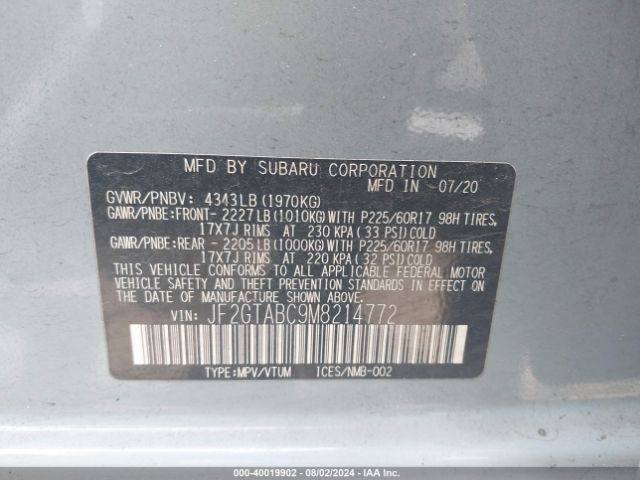 MFD BY SUBARU CORPORATION
MFD IN 07/20
GVWR/PNBV: 4343LB (1970KG)
GAWR/PNBE:FRONT- 2227LB(1010KG)WITH P225/60R17 98H TIRES,
17X7J RIMS AT 230 KPA (33 PSI)COLD
GAWR/PNBE:REAR - 2205LB(1000KG)WITH P225/60R17 98H TIRES,
17X7J RIMS AT 220 KPA (32 PSI)COLD
THIS VEHICLE CONFORMS TO ALL APPLICABLE FEDERAL MOTOR
VEHICLE SAFETY AND THEFT PREVENTION STANDARDS IN EFFECT
ON THE DATE OF MANUFACTURE SHOWN ABOVE.
VIN: JF2GTABC9M8214772
TYPE:MPV/VTUM ICES/NMB-002
000-40019902 - 08/02/2024 - IAA